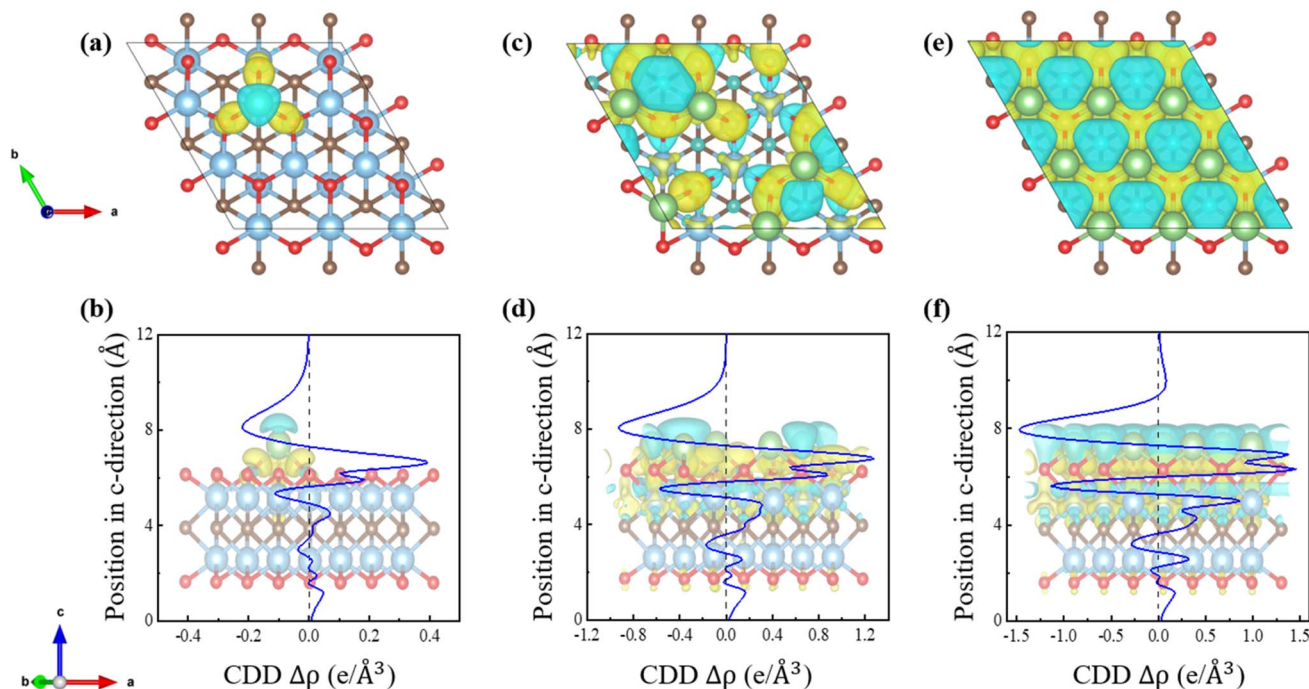 (a)
(c)
(e)
b
c
a
(b)
(d)
(f)
Position in c-direction (Å)
12
8
4
0
-0.4
-0.2
0.0
0.2
0.4
CDD Δρ (e/Å³)
Position in c-direction (Å)
12
8
4
0
-1.2
-0.8
-0.4
0.0
0.4
0.8
1.2
CDD Δρ (e/Å³)
Position in c-direction (Å)
12
8
4
0
-1.5
-1.0
-0.5
0.0
0.5
1.0
1.5
CDD Δρ (e/Å³)
c
b
a